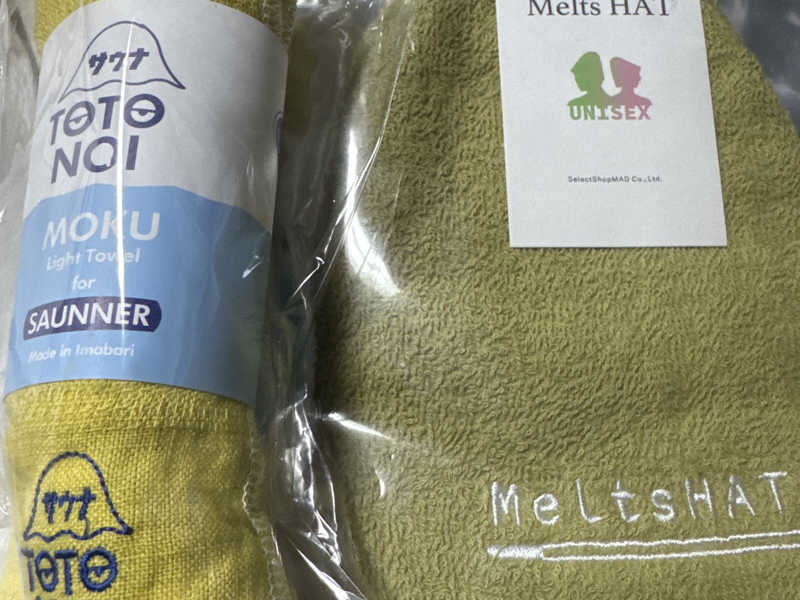 サウナ
TOTO
NOI
MOKU
Light Towel
for
SAUNNER
Made in Imabari
サウナ
TOTO
Melts HAT
UNISEX
SelectShopMAD Co.,Ltd.
MeltsHAT